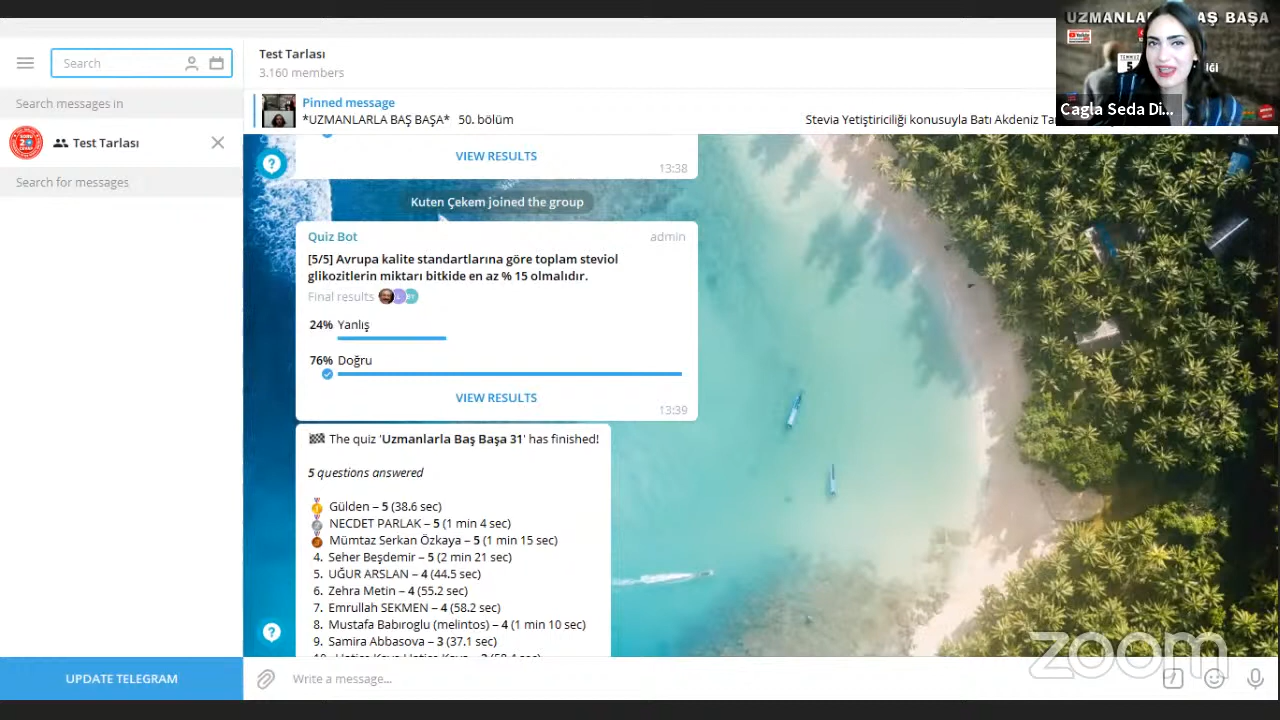 Search
Search messages in
Test Tarlası
Search for messages
UPDATE TELEGRAM
Test Tarlası
3.160 members
Pinned message
*UZMANLARLA BAŞ BAŞA* 50. bölüm
Stevia Yetiştiriciliği konusuyla Batı Akdeniz
VIEW RESULTS
13:38
Kuten Çekem joined the group
Quiz Bot
admin
[5/5] Avrupa kalite standartlarına göre toplam steviol
glikozitlerin miktarı bitkide en az % 15 olmalıdır.
Final results
24% Yanlış
76% Doğru
VIEW RESULTS
13:39
The quiz 'Uzmanlarla Baş Başa 31' has finished!
5 questions answered
Gülden – 5 (38.6 sec)
NECDET PARLAK – 5 (1 min 4 sec)
Mümtaz Serkan Özkaya – 5 (1 min 15 sec)
4. Seher Beşdemir – 5 (2 min 21 sec)
5. UĞUR ARSLAN – 4 (44.5 sec)
6. Zehra Metin – 4 (55.2 sec)
7. Emrullah SEKMEN – 4 (58.2 sec)
8. Mustafa Babıroglu (melintos) – 4 (1 min 10 sec)
9. Samira Abbasova – 3 (37.1 sec)
Write a message...
Cagla Seda Di...
zoom